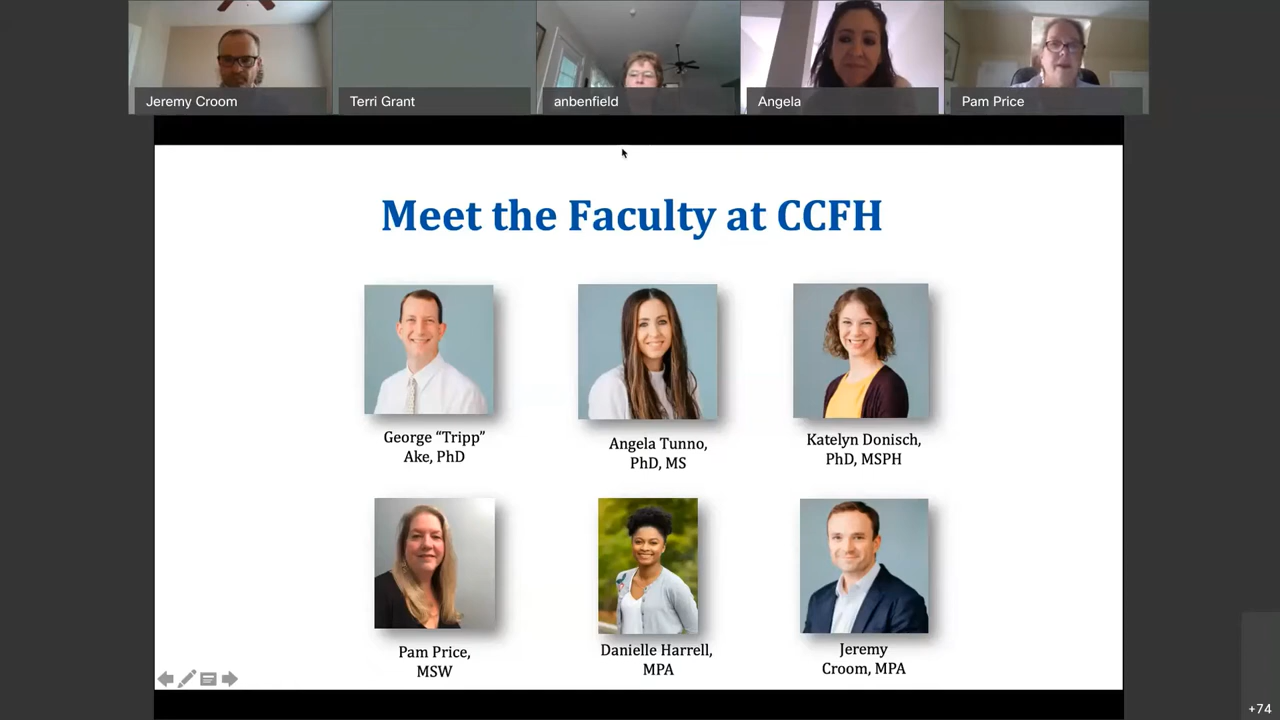 Jeremy Croom
Terri Grant
anbenfield
Angela
Pam Price
Meet the Faculty at CCFH
George “Tripp”
Ake, PhD
Angela Tunno,
PhD, MS
Katelyn Donisch,
PhD, MSPH
Pam Price,
MSW
Danielle Harrell,
MPA
Jeremy
Croom, MPA
+74